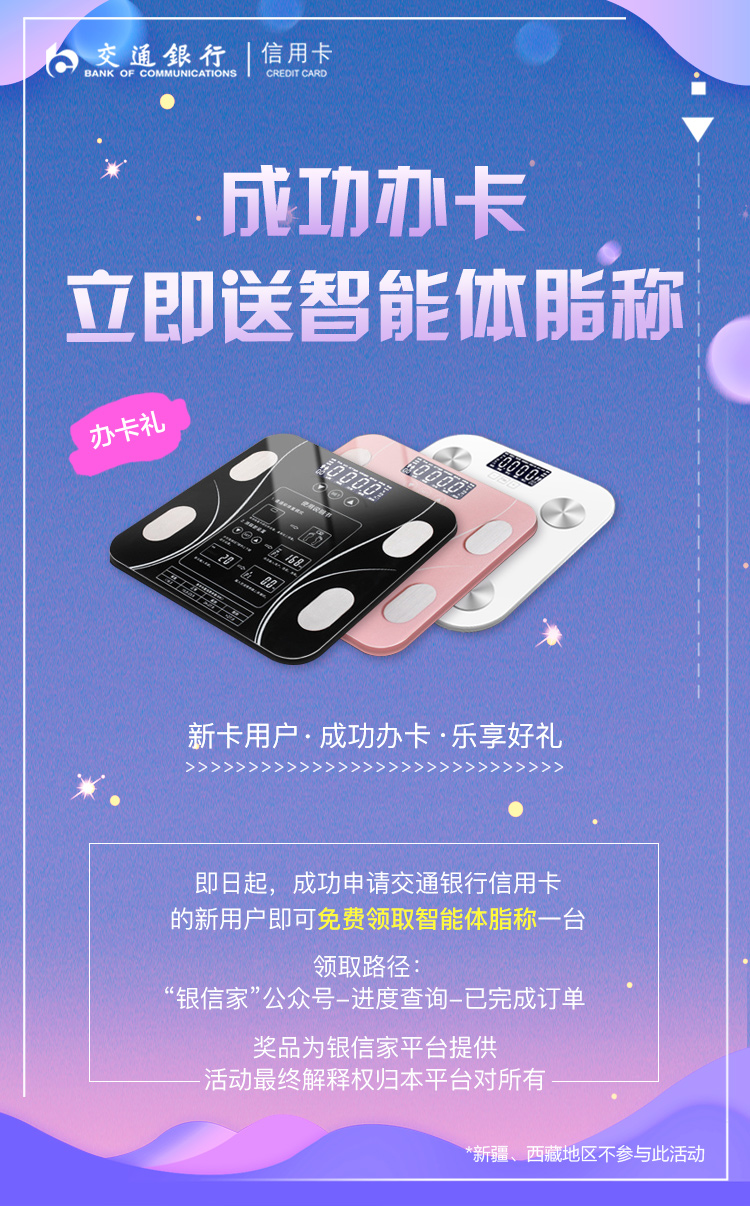 交通銀行 | 信用卡
BANK OF COMMUNICATIONS CREDIT CARD
成功办卡
立即送智能体脂称
办卡礼
新卡用户·成功办卡·乐享好礼
>>>>>>>>>>>>>>>>>>>>>>>>>>>>>>
即日起，成功申请交通银行信用卡
的新用户即可免费领取智能体脂称一台
领取路径：
“银信家”公众号–进度查询–已完成订单
奖品为银信家平台提供
活动最终解释权归本平台对所有
*新疆、西藏地区不参与此活动